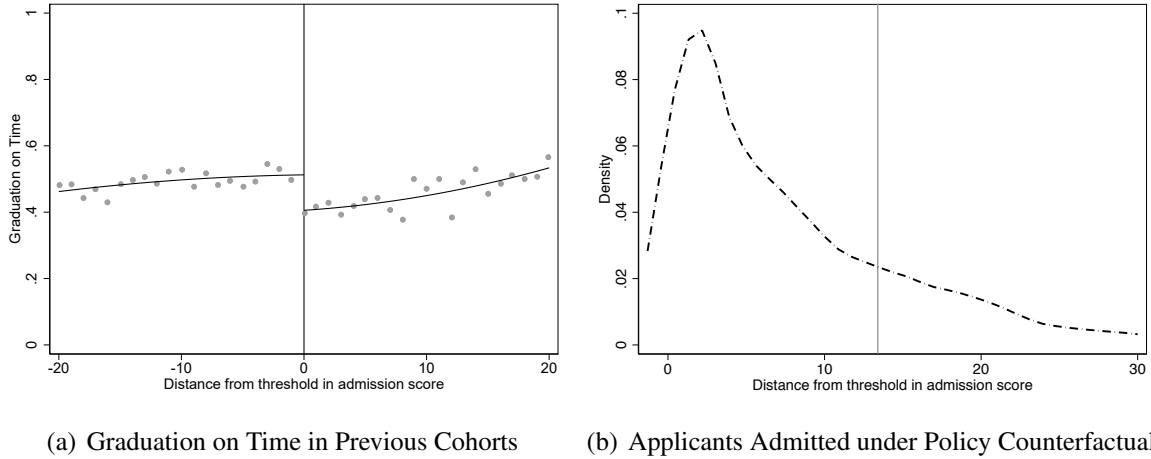 1
.8
.6
.4
.2
0
Graduation on Time
-20 -10 0 10 20
Distance from threshold in admission score
(a) Graduation on Time in Previous Cohorts
.1
.08
.06
.04
.02
0
Density
0 10 20 30
Distance from threshold in admission score
(b) Applicants Admitted under Policy Counterfactual